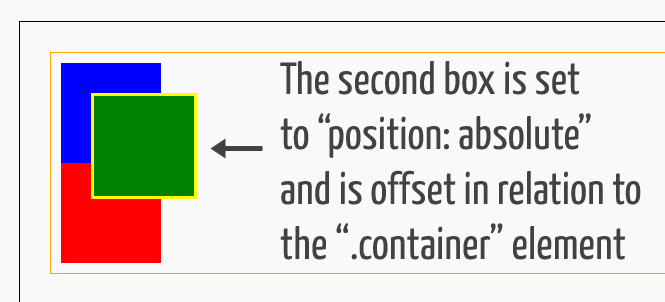 The second box is set
to “position: absolute”
and is offset in relation to
the “.container” element